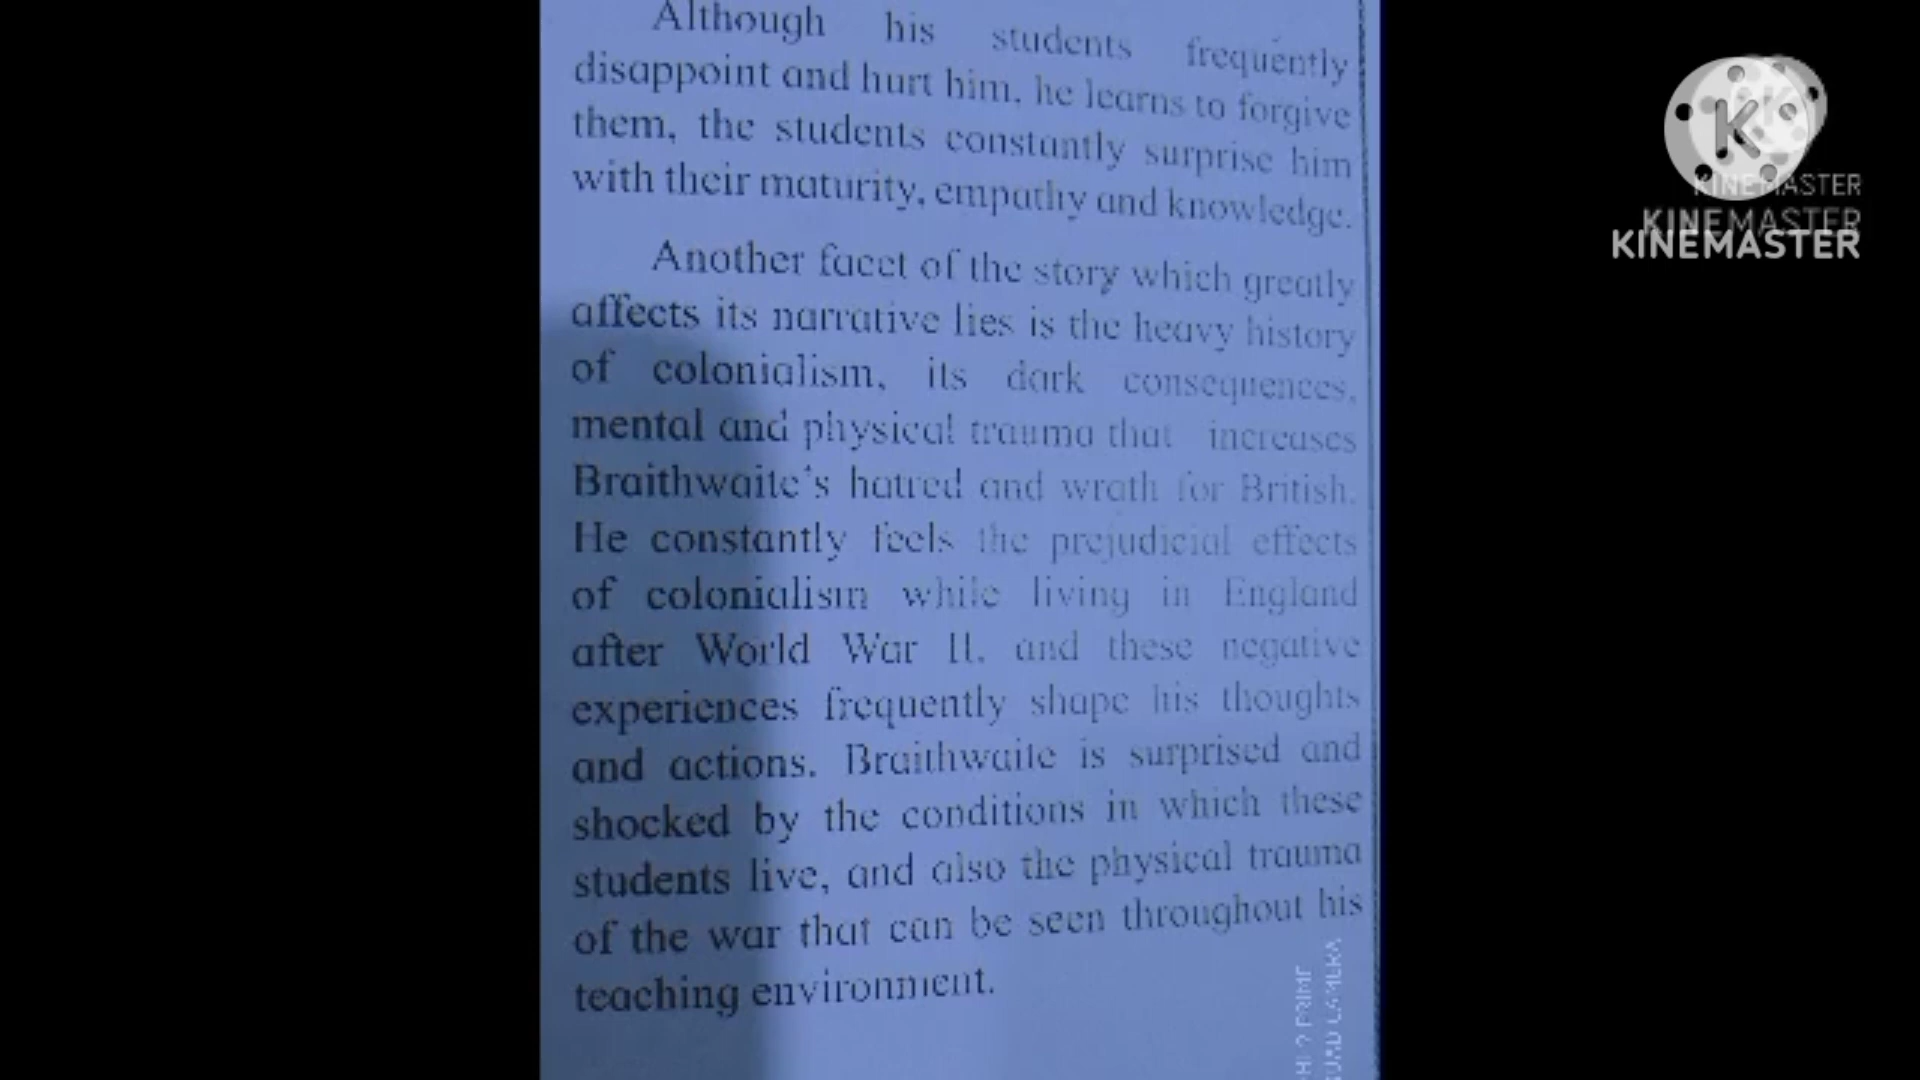 Although his students frequently
disappoint and hurt him, he learns to forgive
them, the students constantly surprise him
with their maturity, empathy and knowledge.
Another facet of the story which greatly
affects its narrative lies is the heavy history
of colonialism, its dark consequences,
mental and physical trauma that increases
Braithwaite's hatred and wrath for British.
He constantly feels the prejudicial effects
of colonialism while living in England
after World War II, and these negative
experiences frequently shape his thoughts
and actions. Braithwaite is surprised and
shocked by the conditions in which these
students live, and also the physical trauma
of the war that can be seen throughout his
teaching environment.
KINEMASTER
KINEMASTER
KINEMASTER
2 PRIME
CAMERA